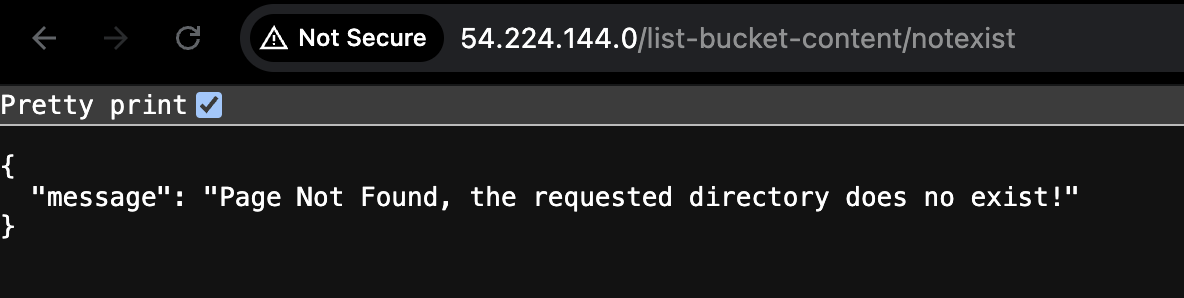 Not Secure 54.224.144.0/list-bucket-content/notexist
Pretty print
{
"message": "Page Not Found, the requested directory does no exist!"
}